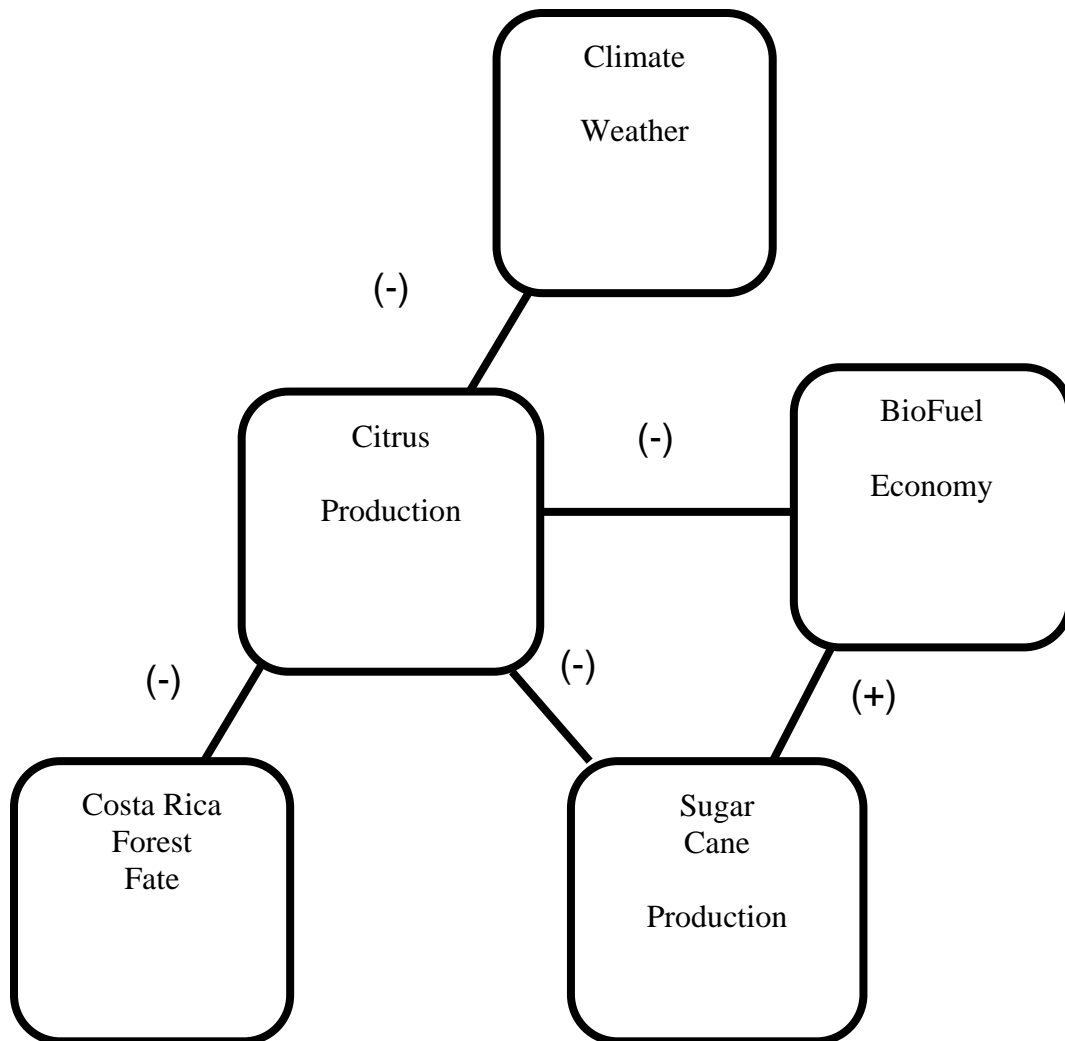 Climate
Weather
(-)
BioFuel
Economy
Citrus
Production
(-)
(-)
(-)
(+)
Costa Rica
Forest
Fate
Sugar
Cane
Production